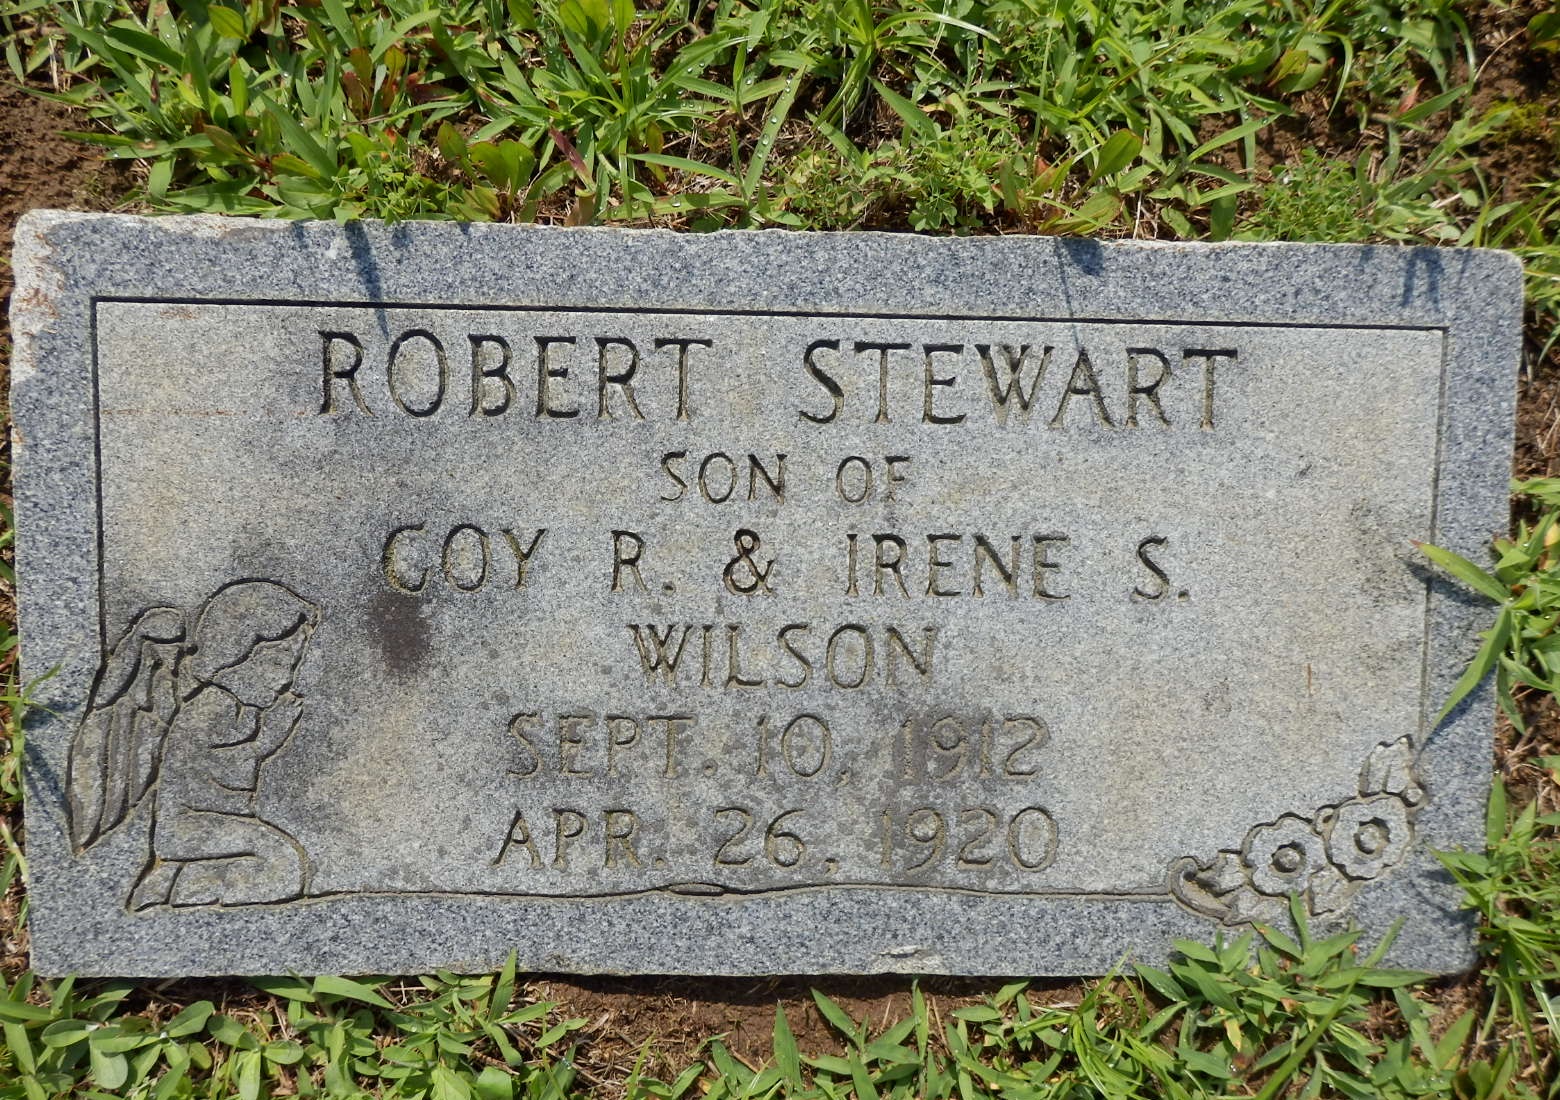 ROBERT STEWART
SON OF
COY R. & IRENE S.
WILSON
SEPT. 10, 1912
APR. 26, 1920